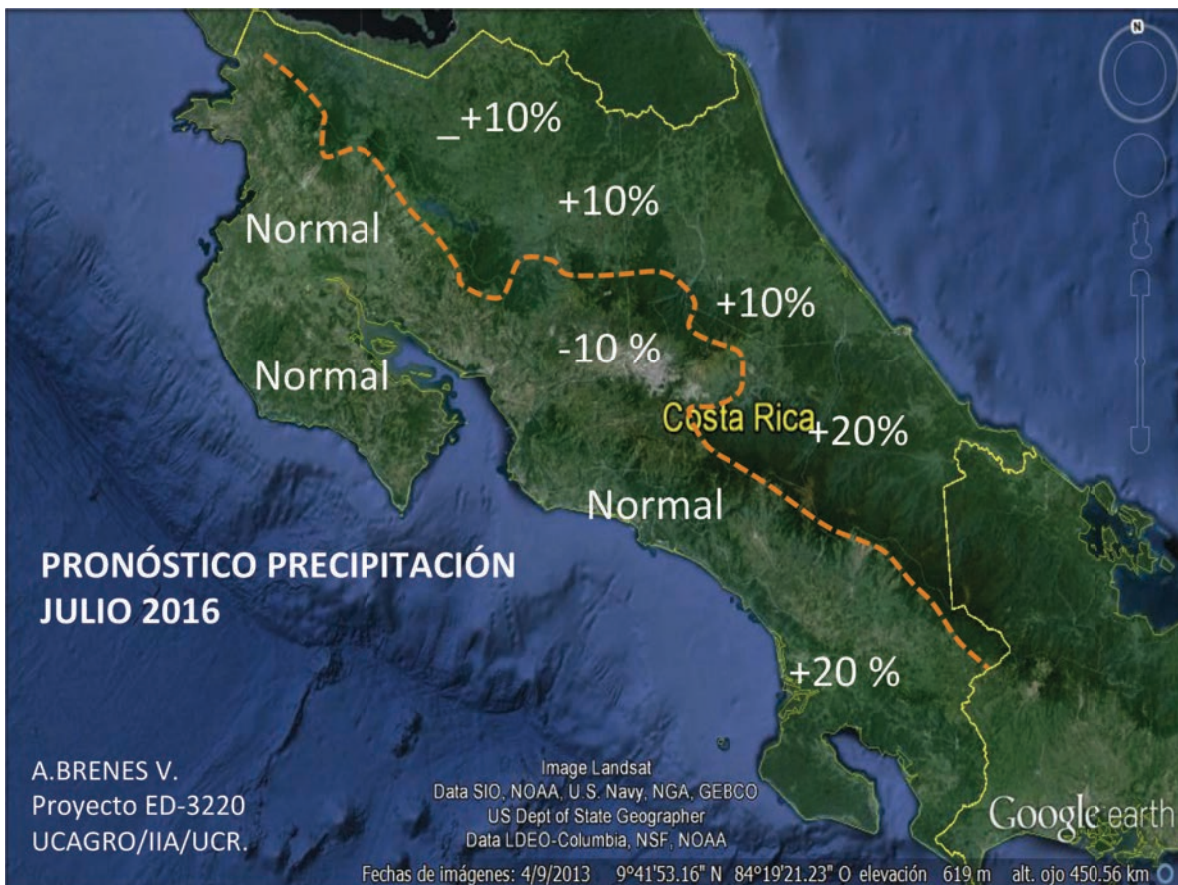 N
_+10%
+10%
Normal
+10%
-10 %
Normal
Costa Rica
+20%
Normal
PRONÓSTICO PRECIPITACIÓN
JULIO 2016
+20 %
A.BRENES V.
Proyecto ED-3220
UCAGRO/IIA/UCR.
Image Landsat
Data SIO, NOAA, U.S. Navy, NGA, GEBCO
US Dept of State Geographer
Data LDEO-Columbia, NSF, NOAA
Google earth
Fechas de imágenes: 4/9/2013 9°41'53.16" N 84°19'21.23" O elevación 619 m alt. ojo 450.56 km